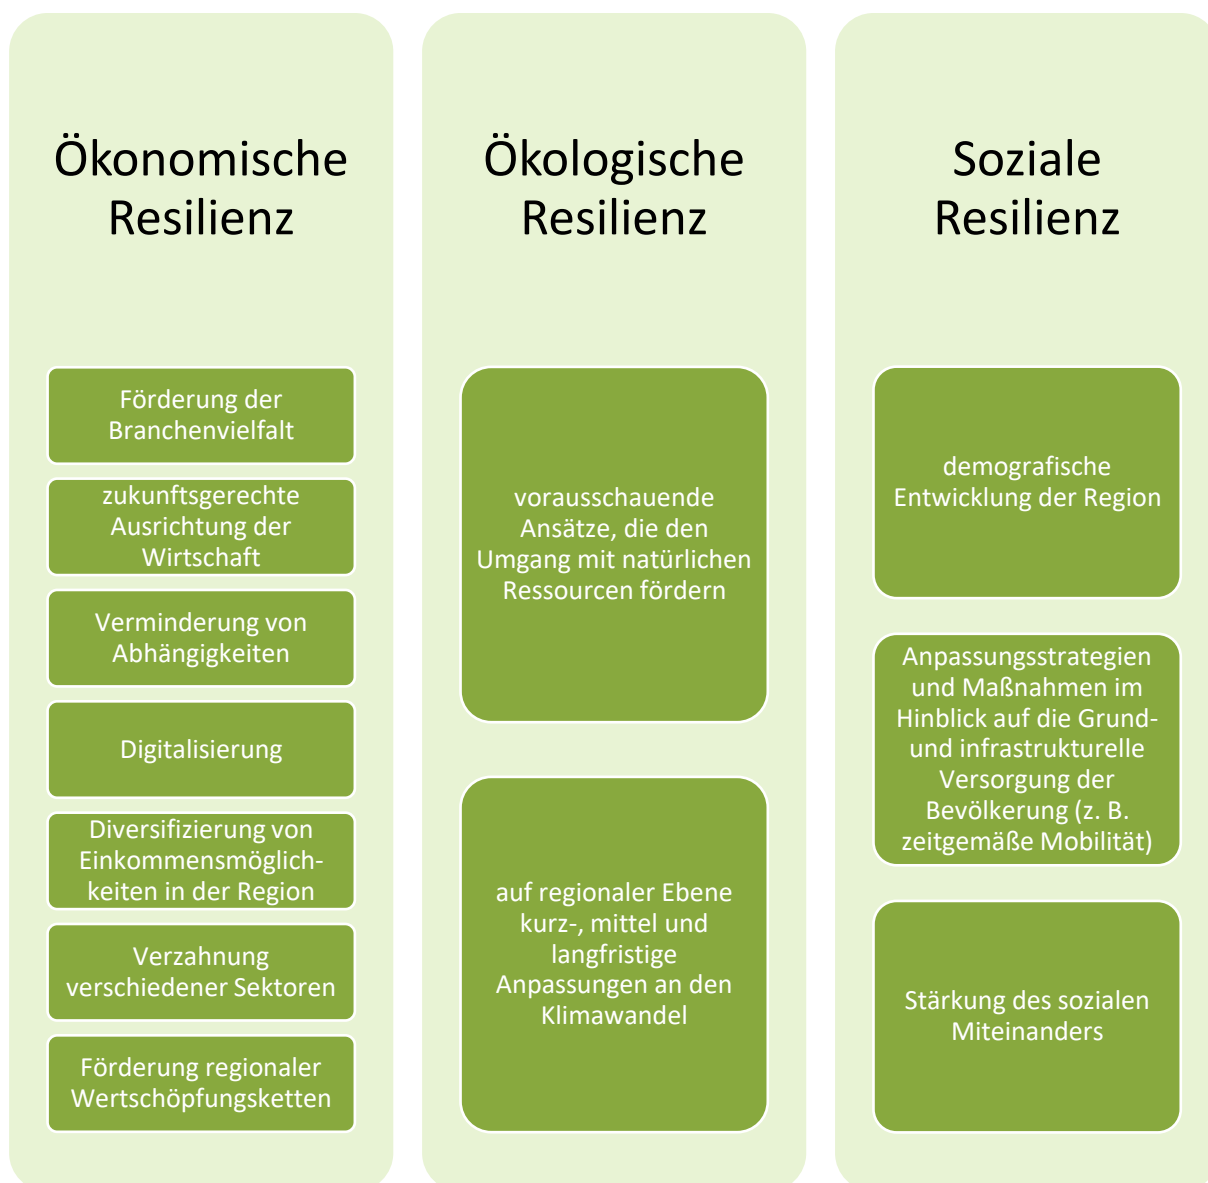 Ökonomische
Resilienz
Förderung der
Branchenvielfalt
zukunftsgerechte
Ausrichtung der
Wirtschaft
Verminderung von
Abhängigkeiten
Digitalisierung
Diversifizierung von
Einkommensmöglich-
keiten in der Region
Verzahnung
verschiedener Sektoren
Förderung regionaler
Wertschöpfungsketten
Ökologische
Resilienz
vorausschauende
Ansätze, die den
Umgang mit natürlichen
Ressourcen fördern
auf regionaler Ebene
kurz-, mittel und
langfristige
Anpassungen an den
Klimawandel
Soziale
Resilienz
demografische
Entwicklung der Region
Anpassungsstrategien
und Maßnahmen im
Hinblick auf die Grund-
und infrastrukturelle
Versorgung der
Bevölkerung (z. B.
zeitgemäße Mobilität)
Stärkung des sozialen
Miteinanders